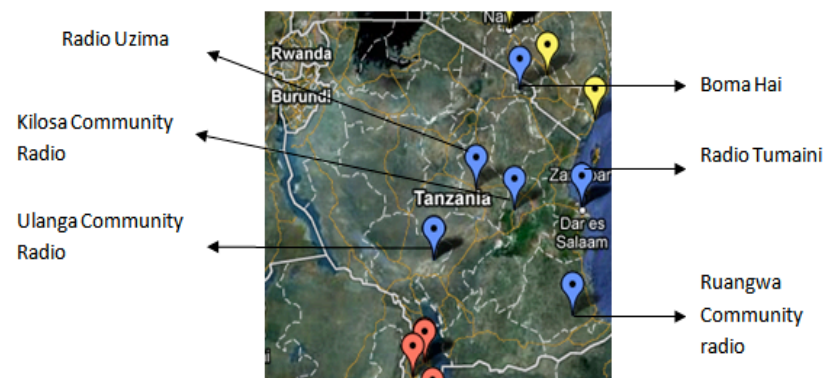 Radio Uzima
Kilosa Community
Radio
Ulanga Community
Radio
Rwanda
Burundi
Tanzania
Dar es
Salaam
Boma Hai
Radio Tumaini
Ruangwa
Community
radio